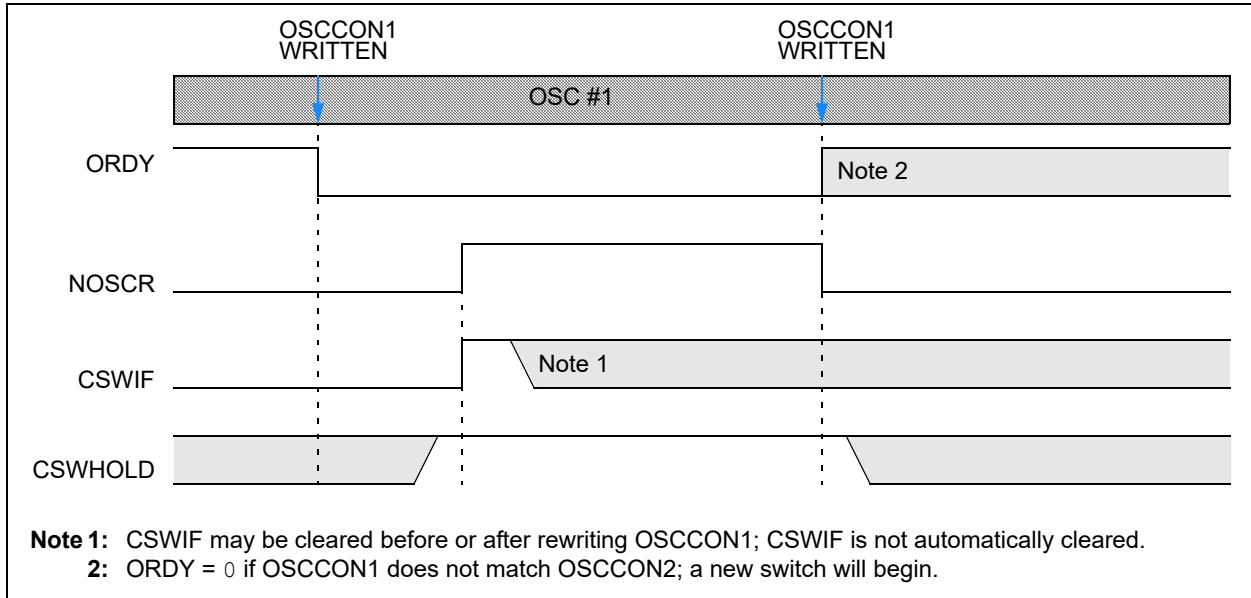 OSCCON1
WRITTEN
OSCCON1
WRITTEN
OSC #1
ORDY
Note 2
NOSCR
CSWIF
Note 1
CSWHOLD
Note 1: CSWIF may be cleared before or after rewriting OSCCON1; CSWIF is not automatically cleared.
2: ORDY = 0 if OSCCON1 does not match OSCCON2; a new switch will begin.